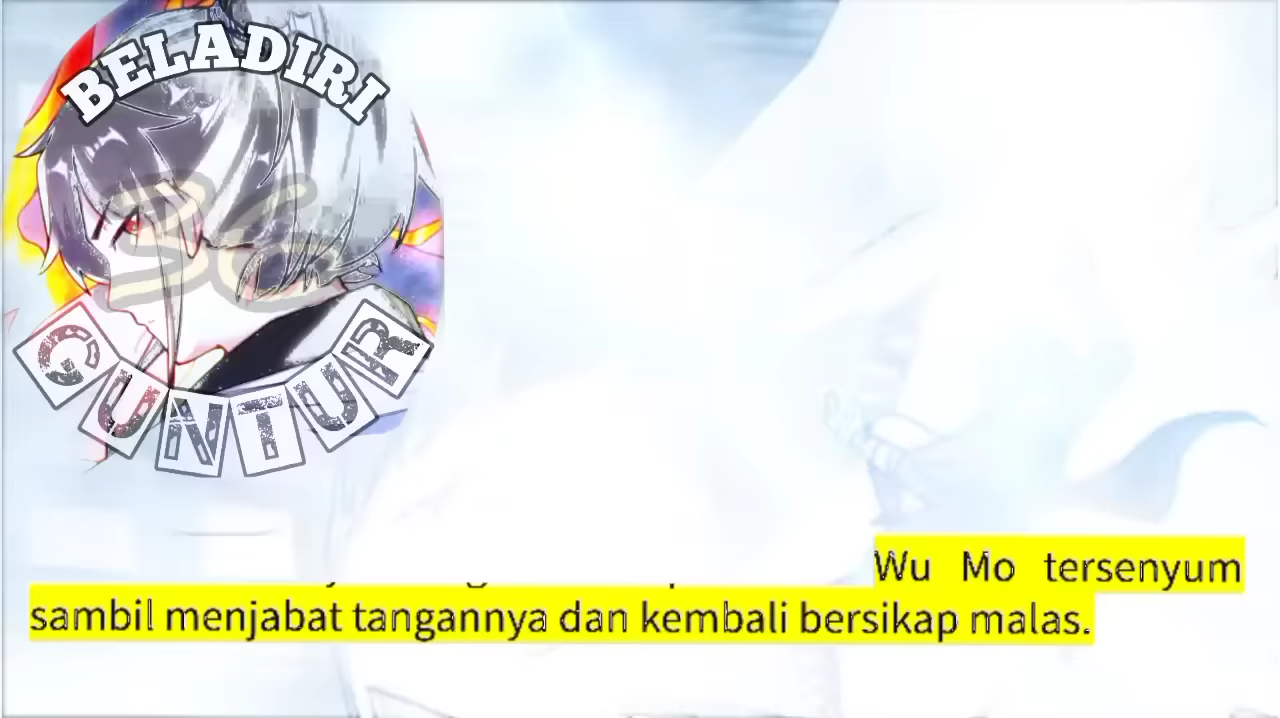 BELADIRI
GUNTUR
Wu Mo tersenyum
sambil menjabat tangannya dan kembali bersikap malas.